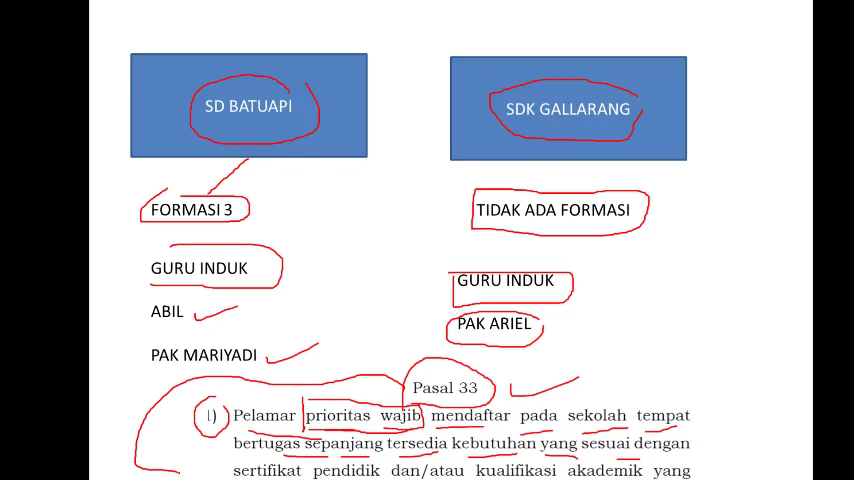 SD BATUAPI
SDK GALLARANG
FORMASI 3
TIDAK ADA FORMASI
GURU INDUK
GURU INDUK
ABIL
PAK ARIEL
PAK MARIYADI
Pasal 33
1) Pelamar prioritas wajib mendaftar pada sekolah tempat
bertugas sepanjang tersedia kebutuhan yang sesuai dengan
sertifikat pendidik dan/atau kualifikasi akademik yang